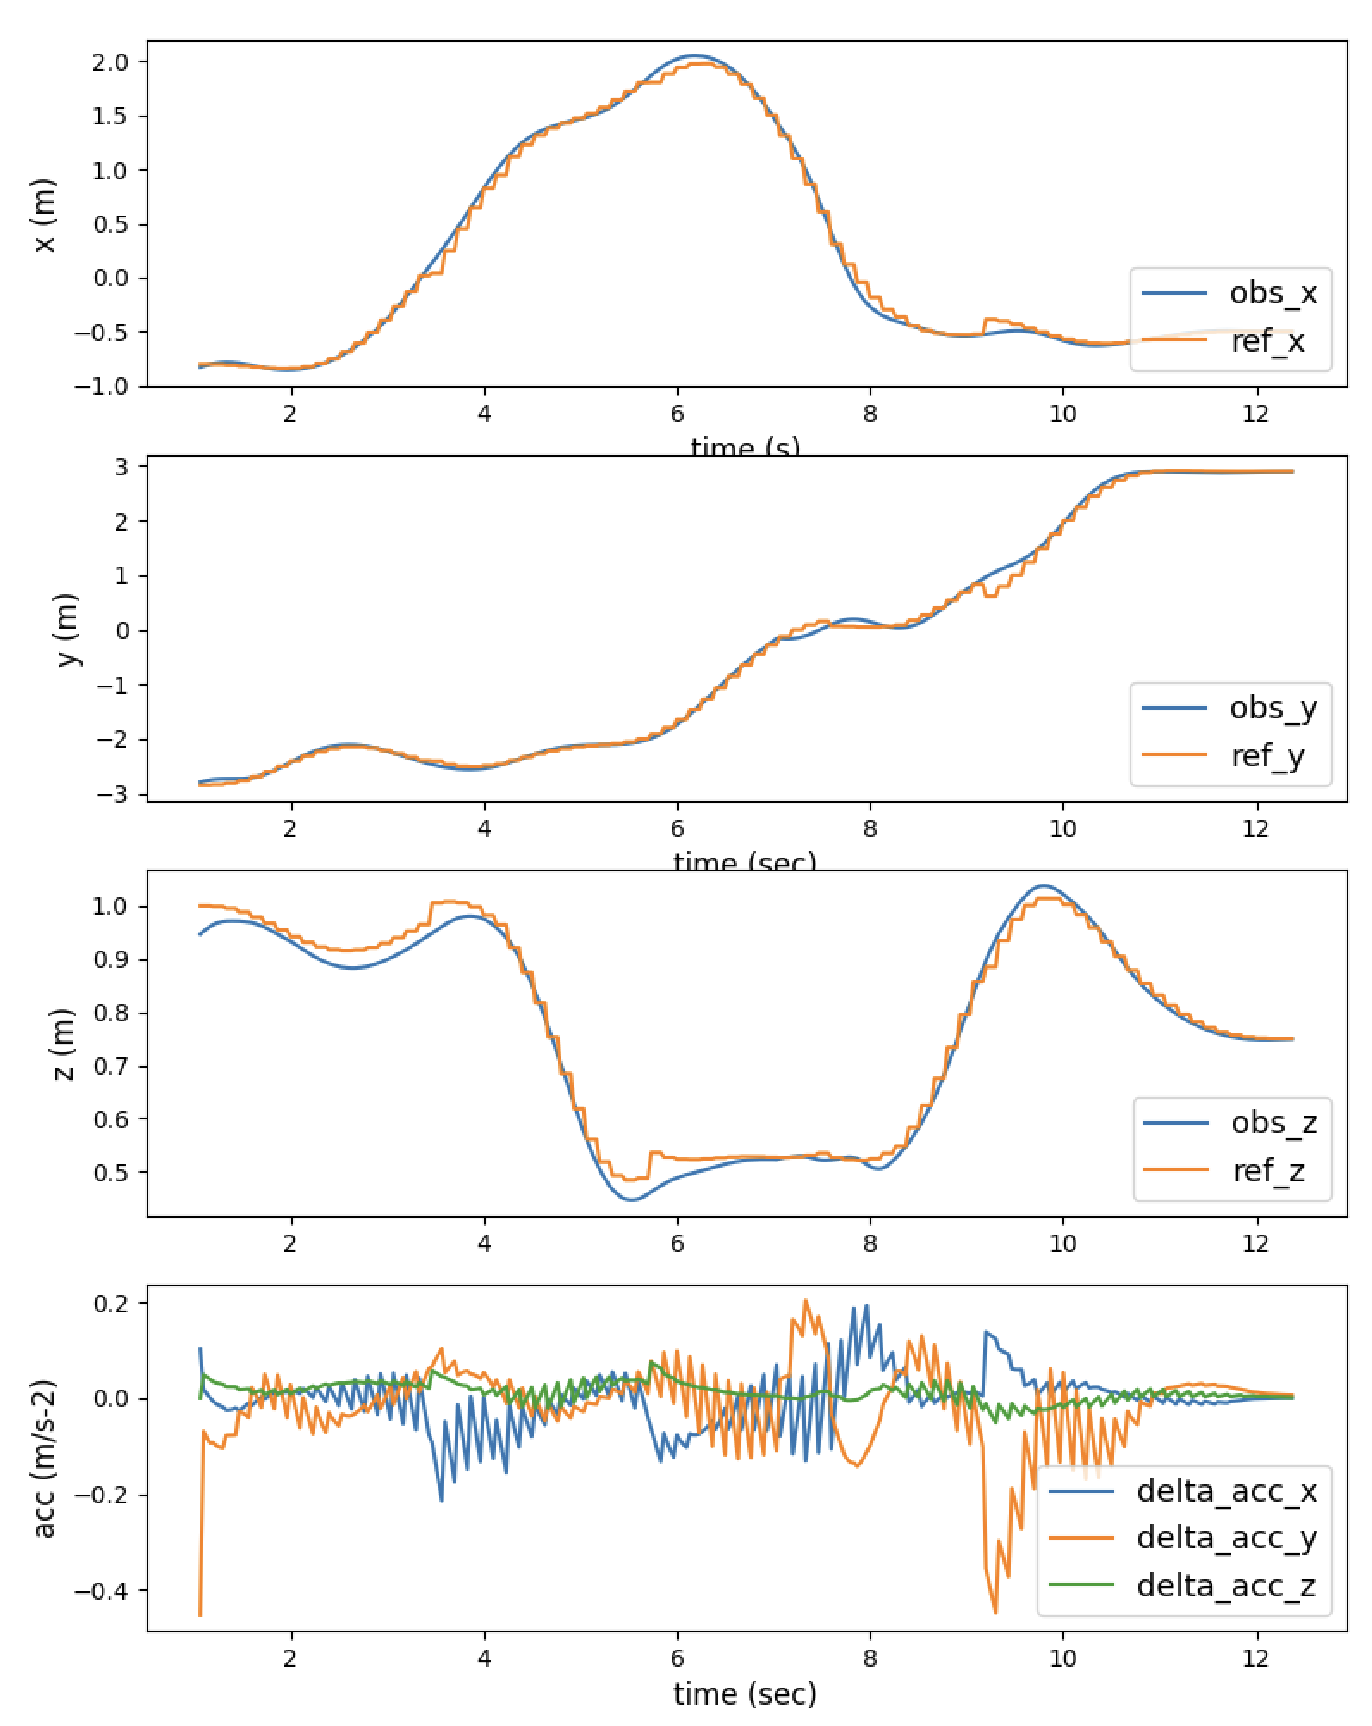 2.0
1.5
1.0
0.5
0.0
−0.5
−1.0
x (m)
obs_x
ref_x
2 4 6 8 10 12
time (s)
3
2
1
0
−1
−2
−3
y (m)
obs_y
ref_y
2 4 6 8 10 12
time (sec)
1.0
0.9
0.8
0.7
0.6
0.5
z (m)
obs_z
ref_z
2 4 6 8 10 12
0.2
0.0
−0.2
−0.4
acc (m/s-2)
delta_acc_x
delta_acc_y
delta_acc_z
2 4 6 8 10 12
time (sec)